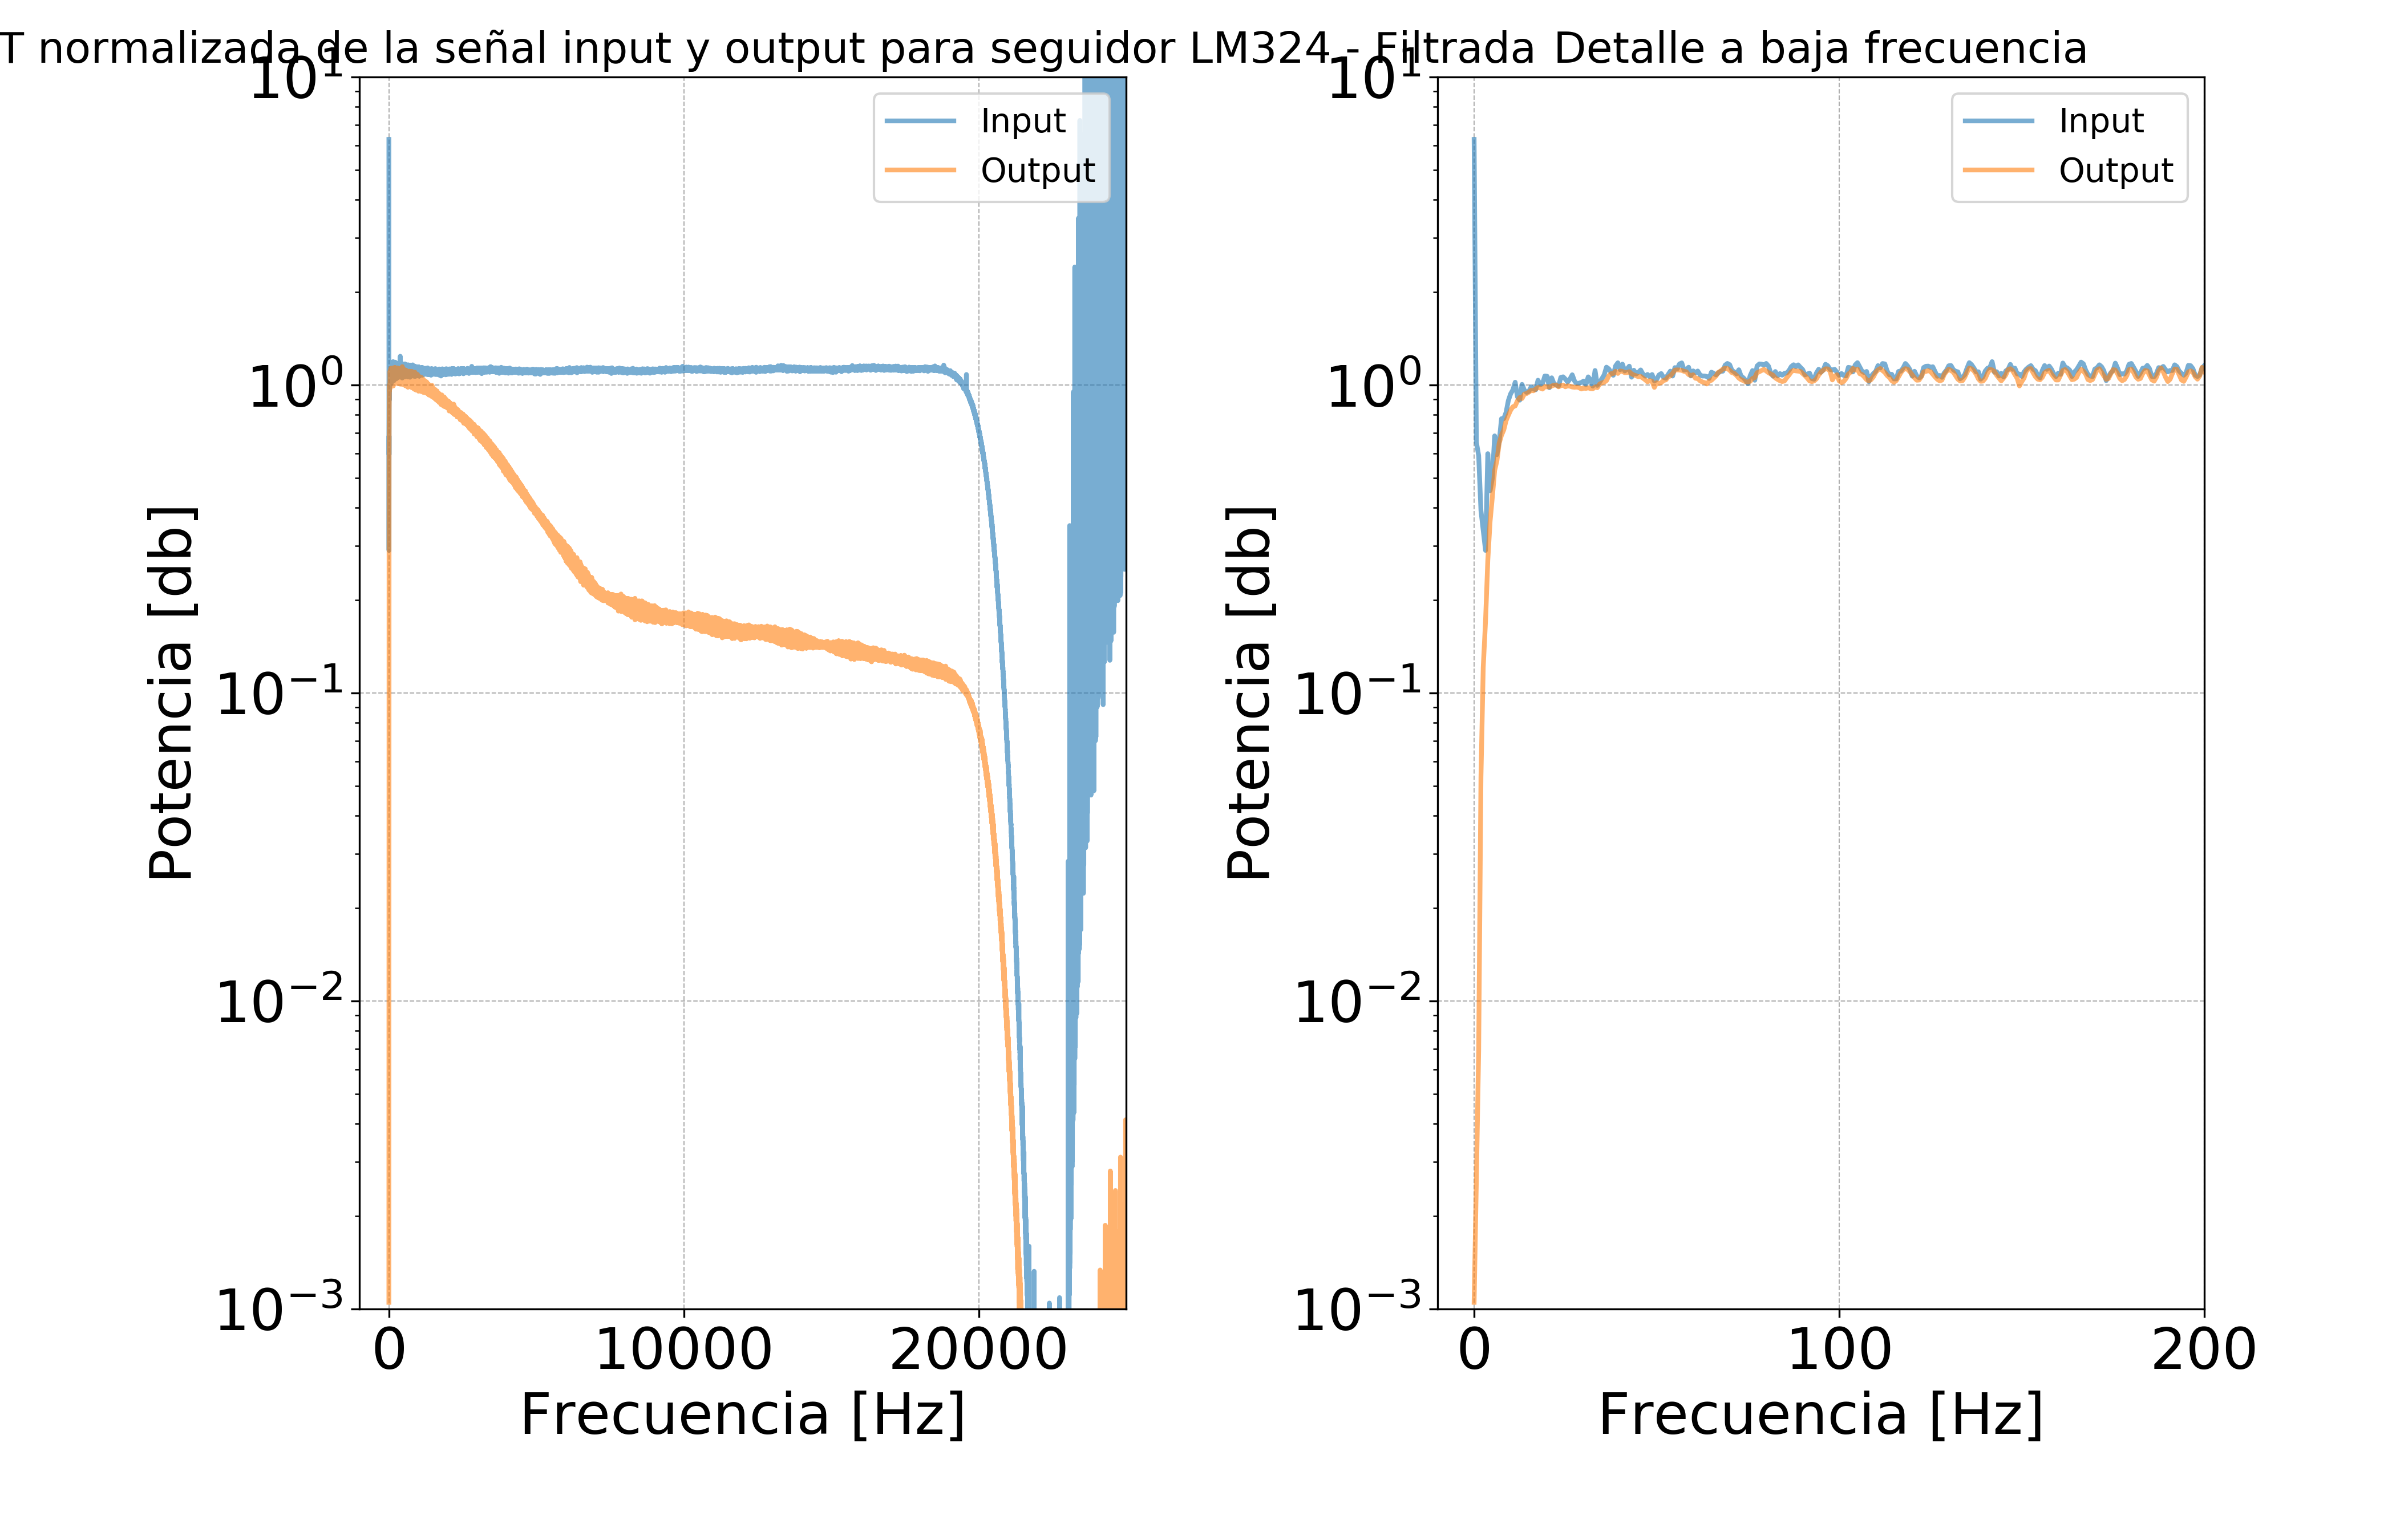 T normalizada de la señal input y output para seguidor LM324 - Filtrada
Detalle a baja frecuencia
10¹
10⁰
10⁻¹
10⁻²
10⁻³
Potencia [db]
Input
Output
0 10000 20000
Frecuencia [Hz]
10¹
10⁰
10⁻¹
10⁻²
10⁻³
Potencia [db]
Input
Output
0 100 200
Frecuencia [Hz]